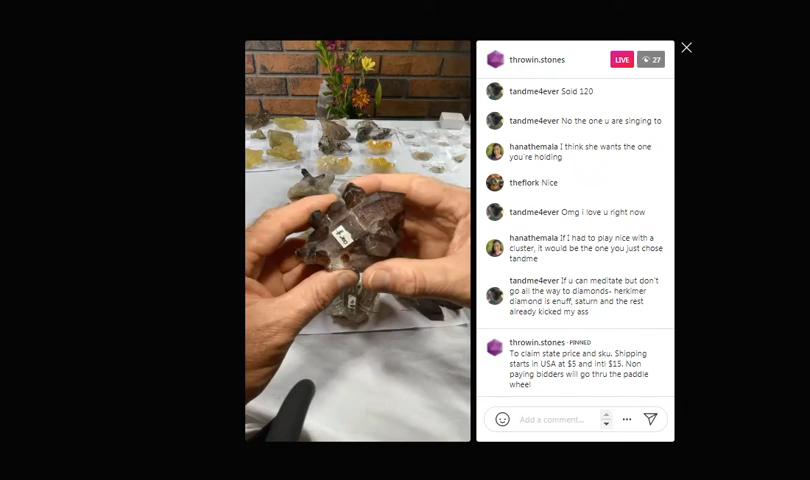 throwin.stones
LIVE
27
tandme4ever Said 120
tandme4ever No the one u are singing to
hanathemala I think she wants the one
you're holding
theflork Nice
tandme4ever Omg i love u right now
hanathemala If I had to play nice with a
cluster, it would be the one you just chose
tandme
tandme4ever If u can meditate but don't
go all the way to diamonds- herkimer
diamond is enuff, saturn and the rest
already kicked my ass
throwin.stones · PINNED
To claim state price and sku. Shipping
starts in USA at $5 and intl $15. Non
paying bidders will go thru the paddle
wheel
Add a comment...